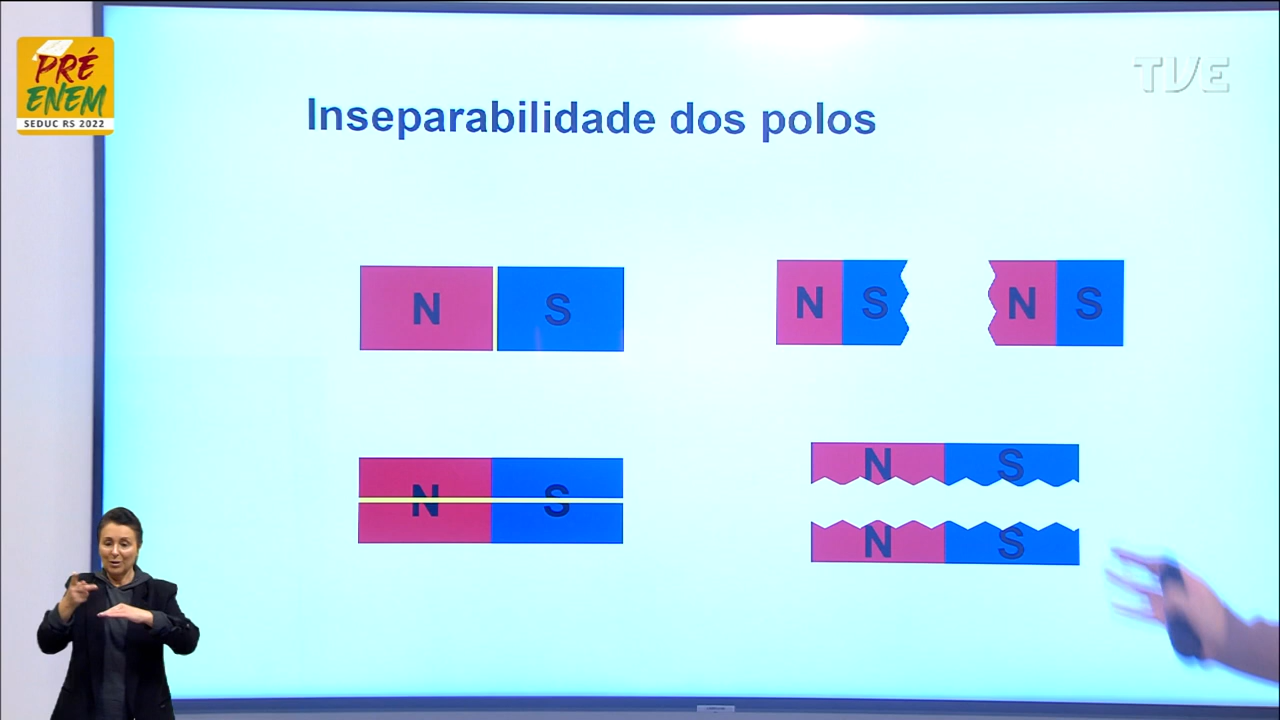 PRÉ
ENEM
SEDUC RS 2022
TVE
Inseparabilidade dos polos
N S
N S N S
N S
N S
N S